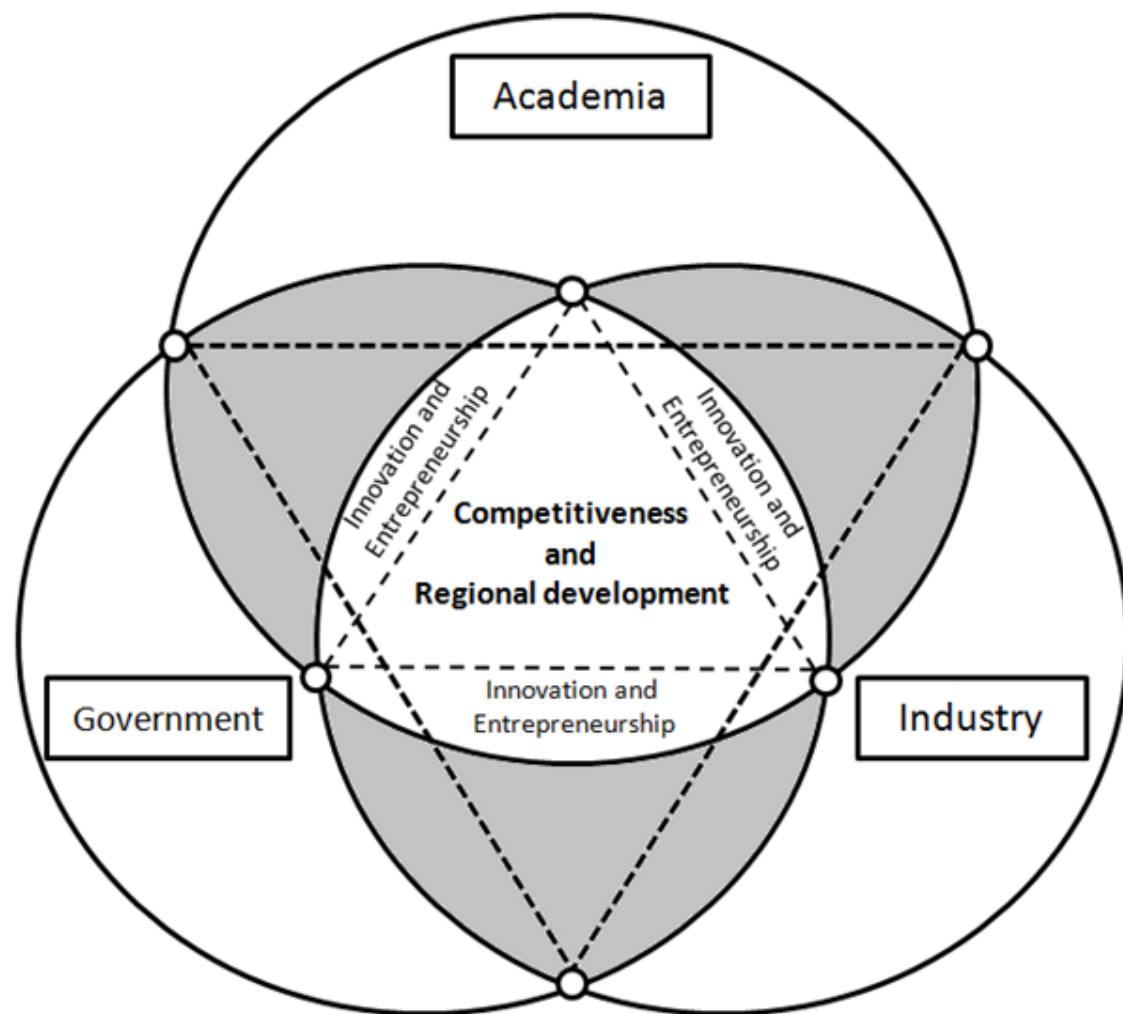 Academia
Innovation and
Entrepreneurship
Innovation and
Entrepreneurship
Competitiveness
and
Regional development
Innovation and
Entrepreneurship
Government
Industry